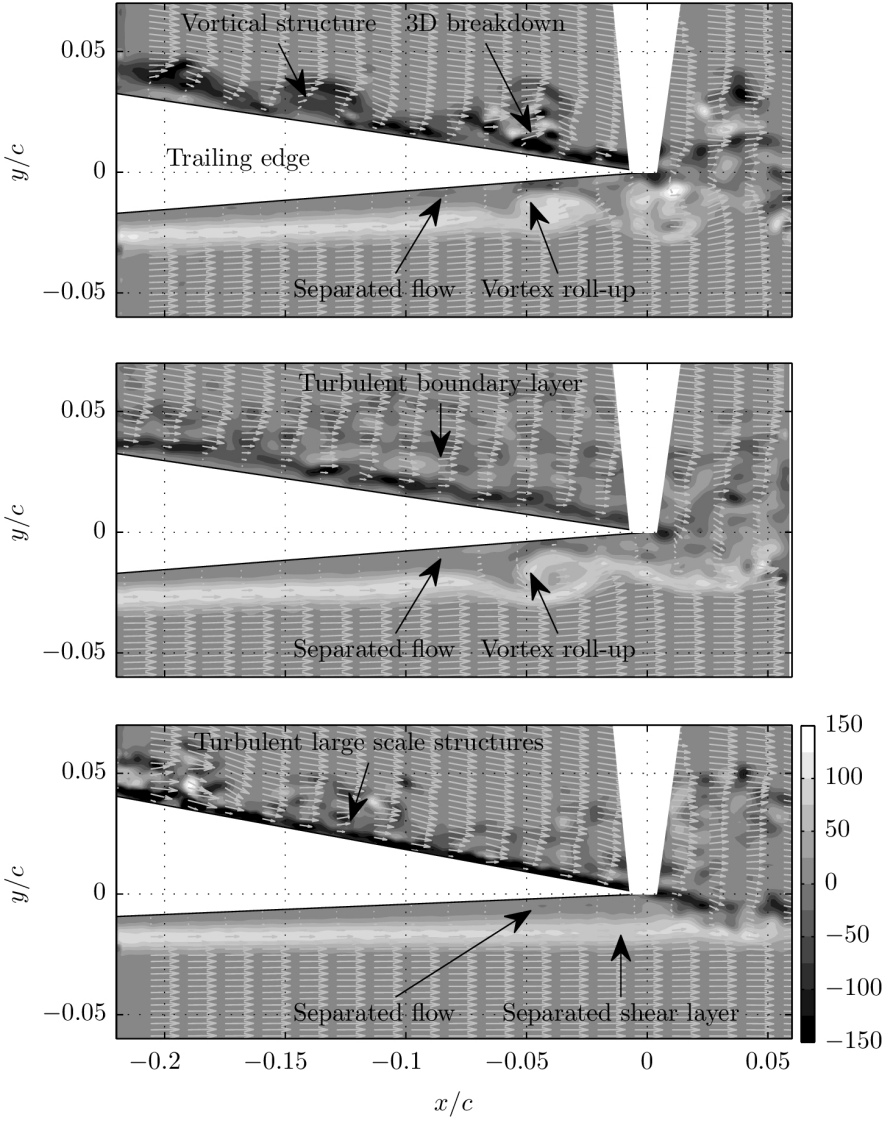 Vortical structure 3D breakdown
0.05
y/c
0
Trailing edge
−0.05
Separated flow Vortex roll-up
Turbulent boundary layer
0.05
y/c
0
−0.05
Separated flow Vortex roll-up
Turbulent large scale structures
150
0.05
100
50
y/c
0
0
−50
−100
−0.05
Separated flow Separated shear layer
−150
−0.2 −0.15 −0.1 −0.05 0 0.05
x/c